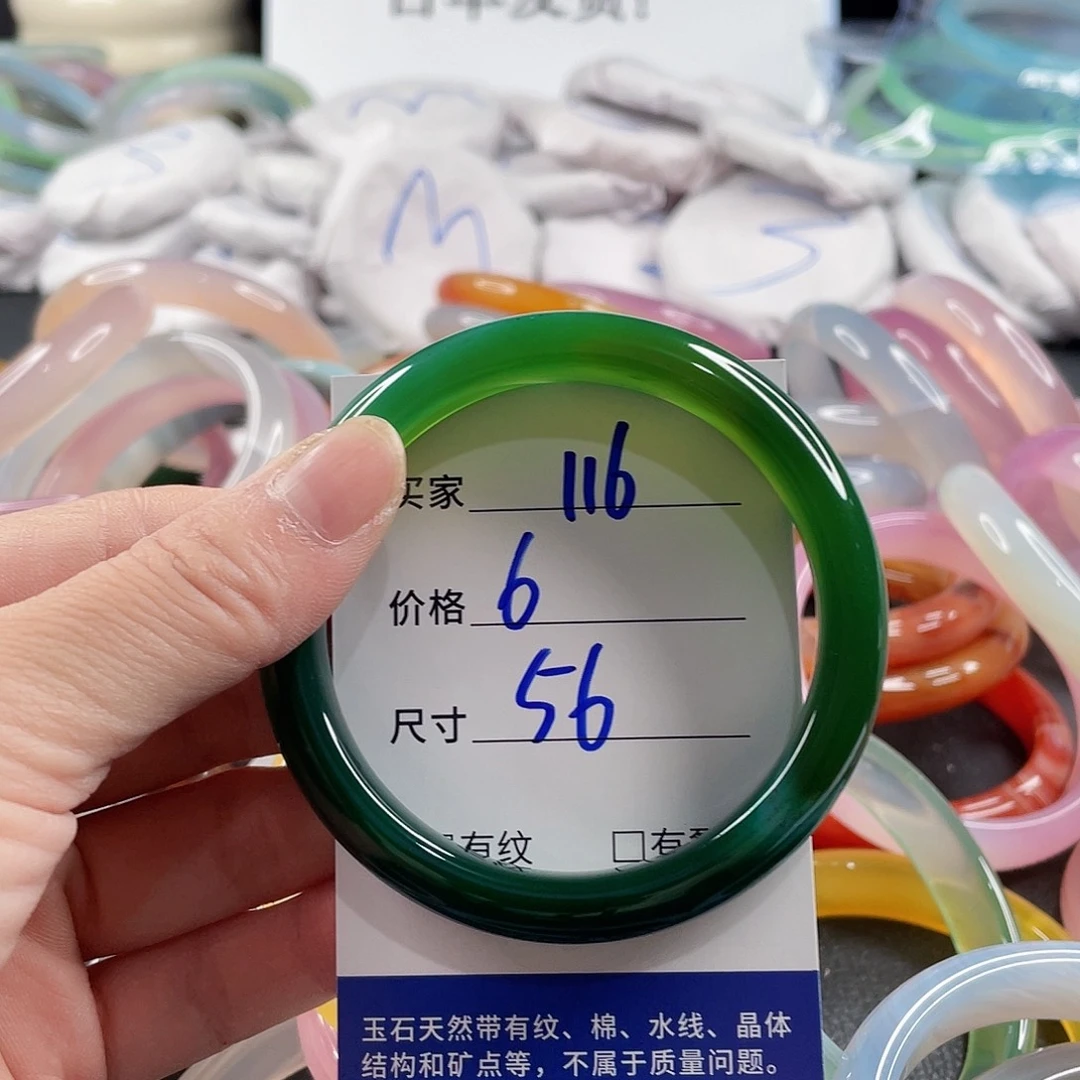 M
S
买家 116
价格 6
尺寸 56
有纹 □有
玉石天然带有纹、棉、水线、晶体
结构和矿点等，不属于质量问题。